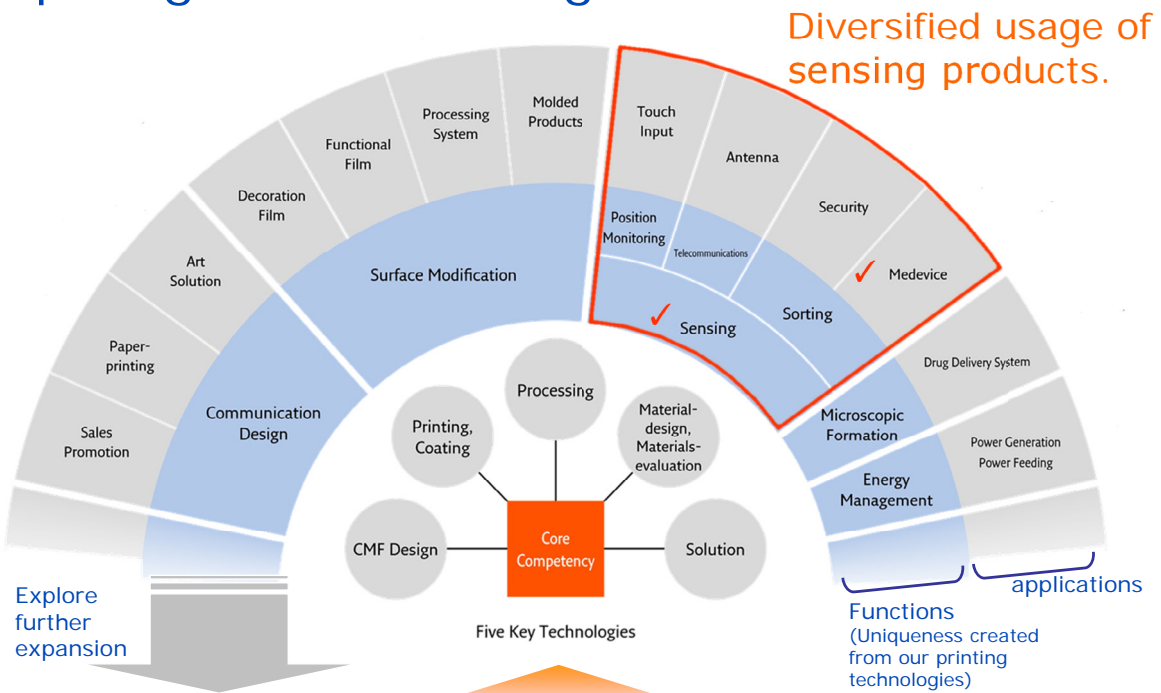 Diversified usage of
sensing products.
Molded
Products
Processing
System
Functional
Film
Decoration
Film
Art
Solution
Paper-
printing
Sales
Promotion
Touch
Input
Antenna
Security
✓ Medevice
Drug Delivery System
Power Generation
Power Feeding
Surface Modification
Communication
Design
Position
Monitoring
Telecommunications
Sorting
✓ Sensing
Microscopic
Formation
Energy
Management
Processing
Printing,
Coating
Material-
design,
Materials-
evaluation
CMF Design
Core
Competency
Solution
Five Key Technologies
Explore
further
expansion
applications
Functions
(Uniqueness created
from our printing
technologies)